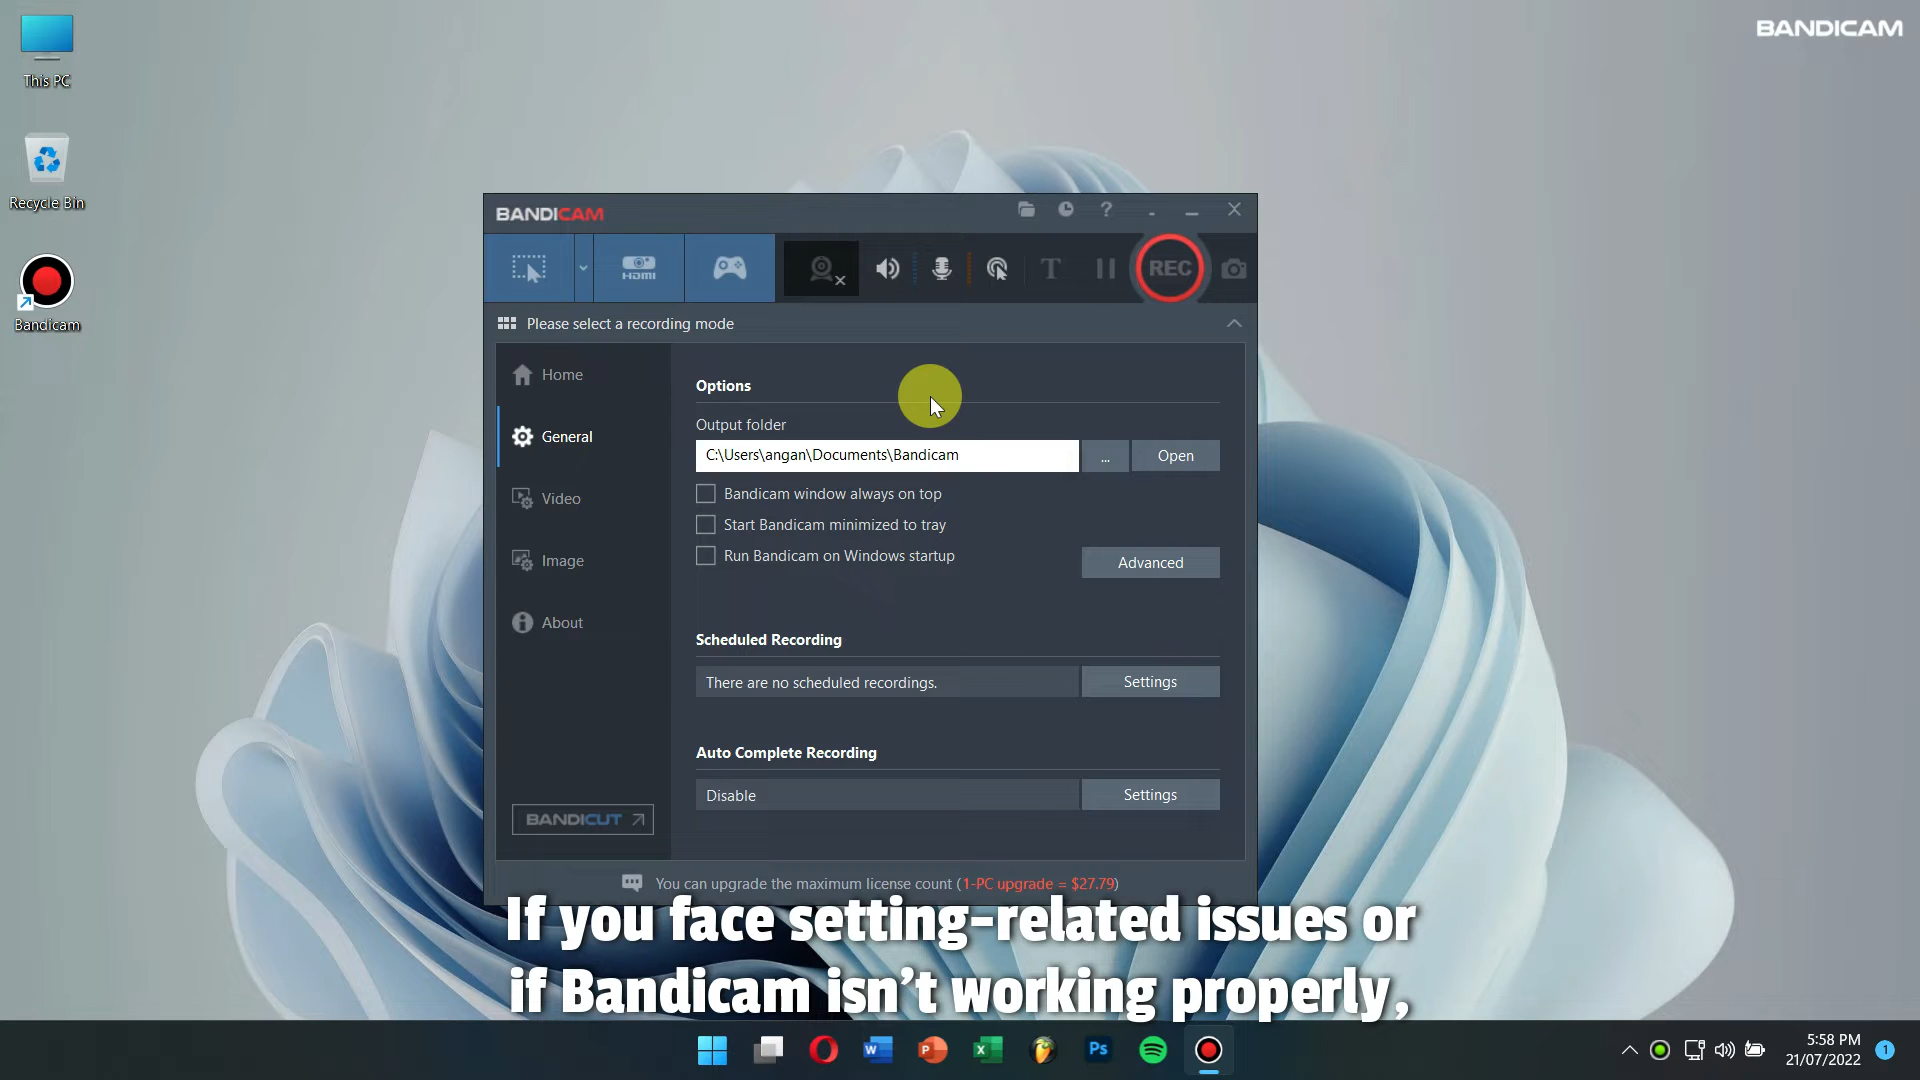 BANDICAM
This PC
Recycle Bin
Bandicam
BANDICAM
HDMI
T
REC
Please select a recording mode
Home
General
Video
Image
About
BANDICUT
Options
Output folder
C:\Users\angan\Documents\Bandicam
...
Open
Bandicam window always on top
Start Bandicam minimized to tray
Run Bandicam on Windows startup
Advanced
Scheduled Recording
There are no scheduled recordings.
Settings
Auto Complete Recording
Disable
Settings
You can upgrade the maximum license count (1-PC upgrade = $27.79)
If you face setting-related issues or
if Bandicam isn't working properly,
Ps
5:58 PM
21/07/2022
1